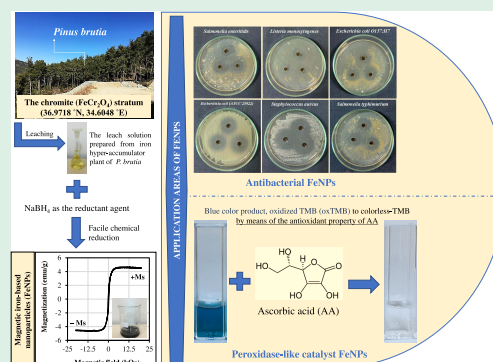 Pinus brutia
The chromite (FeCr2O4) stratum
(36.9718 °N, 34.6048 °E)
Leaching
The leach solution
prepared from iron
hyper-accumulator
plant of P. brutia
NaBH4 as the reductant agent
Facile chemical
reduction
Magnetic iron-based
nanoparticles (FeNPs)
Magnetization (emu/g)
6
4
2
0
-2
-4
-6
+Ms
– Ms
-25
-12.5
0
12.5
25
Magnetic Field (kOe)
APPLICATION AREAS OF FENPS
Salmonella enteritidis
Listeria monocytogenes
Escherichia coli O157:H7
Escherichia coli (ATCC 25922)
Staphylococcus aureus
Salmonella typhimurium
Antibacterial FeNPs
Blue color product, oxidized TMB (oxTMB) to colorless-TMB
by means of the antioxidant property of AA
HO
OH
O
O
HO
OH
Ascorbic acid (AA)
Peroxidase-like catalyst FeNPs